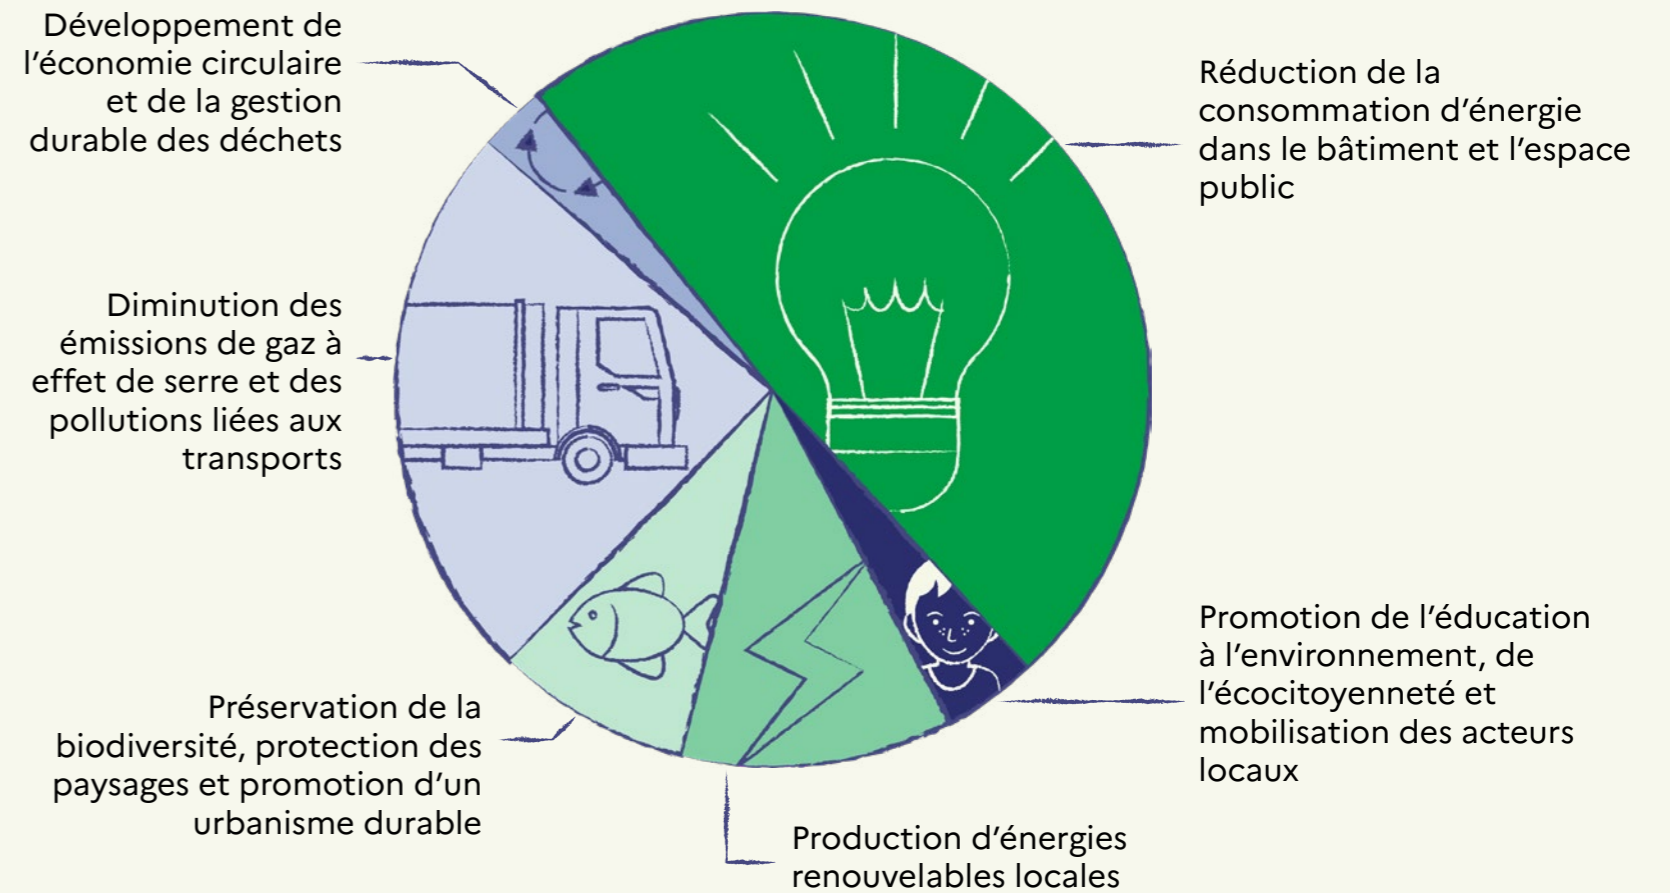 Développement de
l’économie circulaire
et de la gestion
durable des déchets
Réduction de la
consommation d’énergie
dans le bâtiment et l’espace
public
Diminution des
émissions de gaz à
effet de serre et des
pollutions liées aux
transports
Promotion de l’éducation
à l’environnement, de
l’écocitoyenneté et
mobilisation des acteurs
locaux
Préservation de la
biodiversité, protection des
paysages et promotion d’un
urbanisme durable
Production d’énergies
renouvelables locales